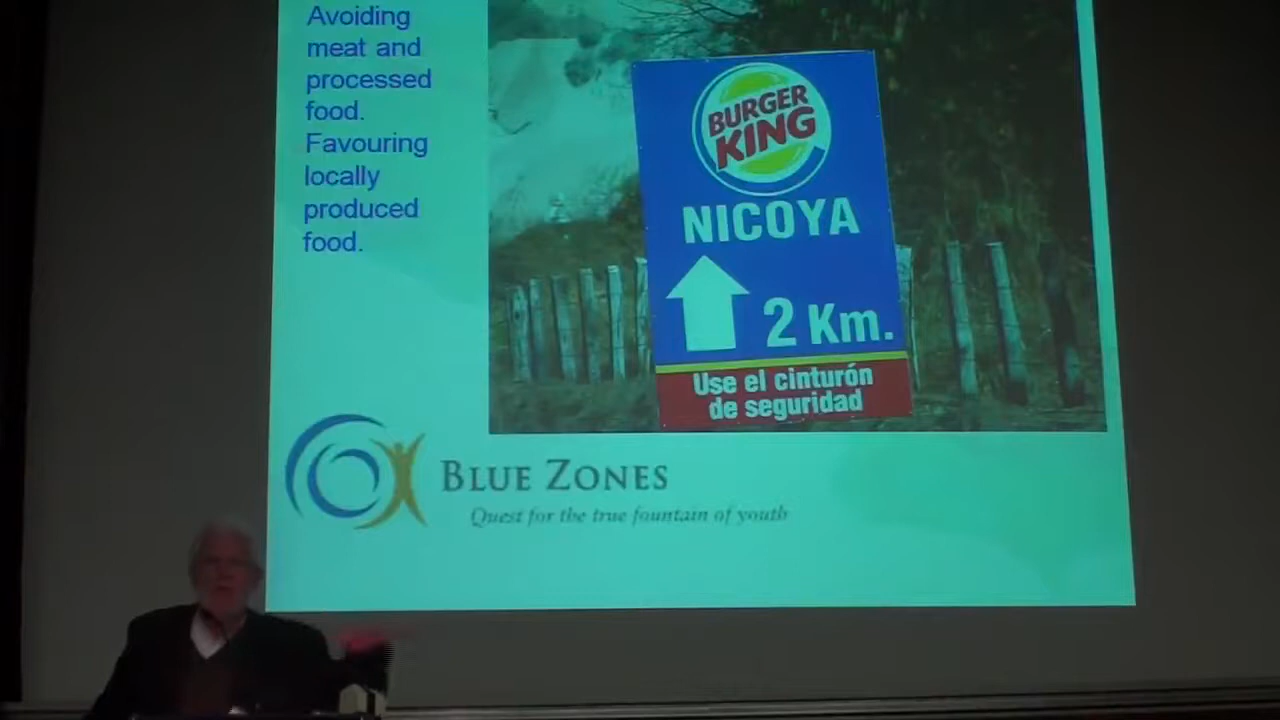 Avoiding
meat and
processed
food.
Favouring
locally
produced
food.
BURGER
KING
NICOYA
2 Km.
Use el cinturón
de seguridad
BLUE ZONES
Quest for the true fountain of youth